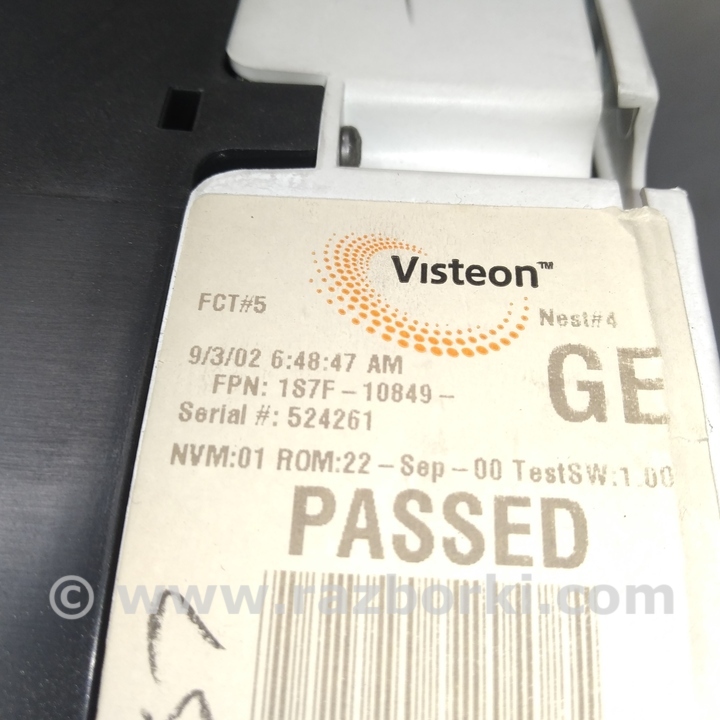 Visteon™
FCT#5
Nest#4
9/3/02 6:48:47 AM
GE
FPN: 1S7F-10849-
Serial #: 524261
NVM:01 ROM:22-Sep-00 TestSW:1.00
PASSED
© www.razborki.com